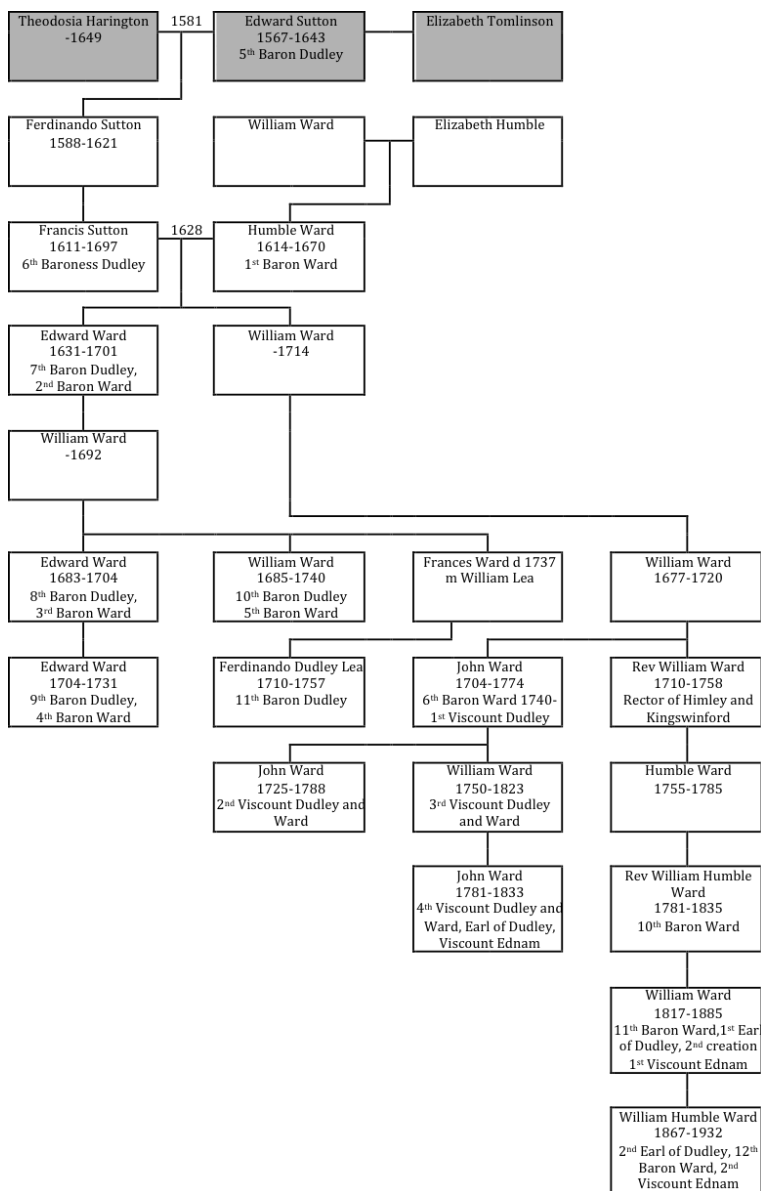 Theodosia Harington
-1649
1581
Edward Sutton
1567-1643
5th Baron Dudley
Elizabeth Tomlinson
Ferdinando Sutton
1588-1621
William Ward
Elizabeth Humble
Francis Sutton
1611-1697
6th Baroness Dudley
1628
Humble Ward
1614-1670
1st Baron Ward
Edward Ward
1631-1701
7th Baron Dudley,
2nd Baron Ward
William Ward
-1714
William Ward
-1692
Edward Ward
1683-1704
8th Baron Dudley,
3rd Baron Ward
William Ward
1685-1740
10th Baron Dudley
5th Baron Ward
Frances Ward d 1737
m William Lea
William Ward
1677-1720
Edward Ward
1704-1731
9th Baron Dudley,
4th Baron Ward
Ferdinando Dudley Lea
1710-1757
11th Baron Dudley
John Ward
1704-1774
6th Baron Ward 1740-
1st Viscount Dudley
Rev William Ward
1710-1758
Rector of Himley and
Kingswinford
John Ward
1725-1788
2nd Viscount Dudley and
Ward
William Ward
1750-1823
3rd Viscount Dudley
and Ward
Humble Ward
1755-1785
John Ward
1781-1833
4th Viscount Dudley and
Ward, Earl of Dudley,
Viscount Ednam
Rev William Humble
Ward
1781-1835
10th Baron Ward
William Ward
1817-1885
11th Baron Ward,1st Earl
of Dudley, 2nd creation
1st Viscount Ednam
William Humble Ward
1867-1932
2nd Earl of Dudley, 12th
Baron Ward, 2nd
Viscount Ednam